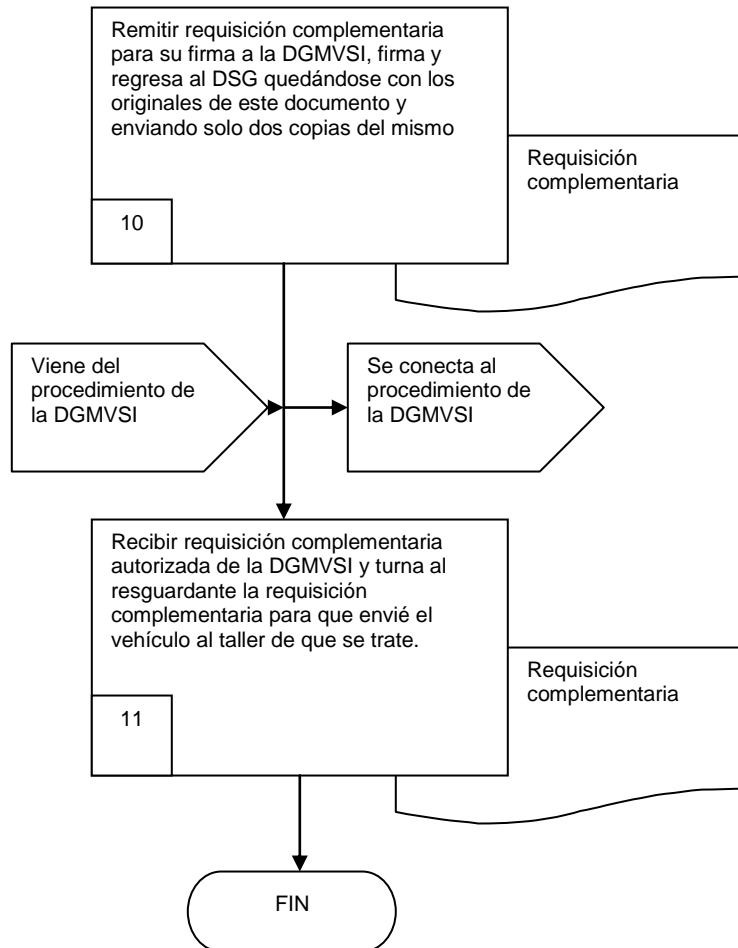 Remitir requisición complementaria
para su firma a la DGMVSI, firma y
regresa al DSG quedándose con los
originales de este documento y
enviando solo dos copias del mismo
Requisición
complementaria
10
Viene del
procedimiento de
la DGMVSI
Se conecta al
procedimiento de
la DGMVSI
Recibir requisición complementaria
autorizada de la DGMVSI y turna al
resguardante la requisición
complementaria para que envié el
vehículo al taller de que se trate.
Requisición
complementaria
11
FIN